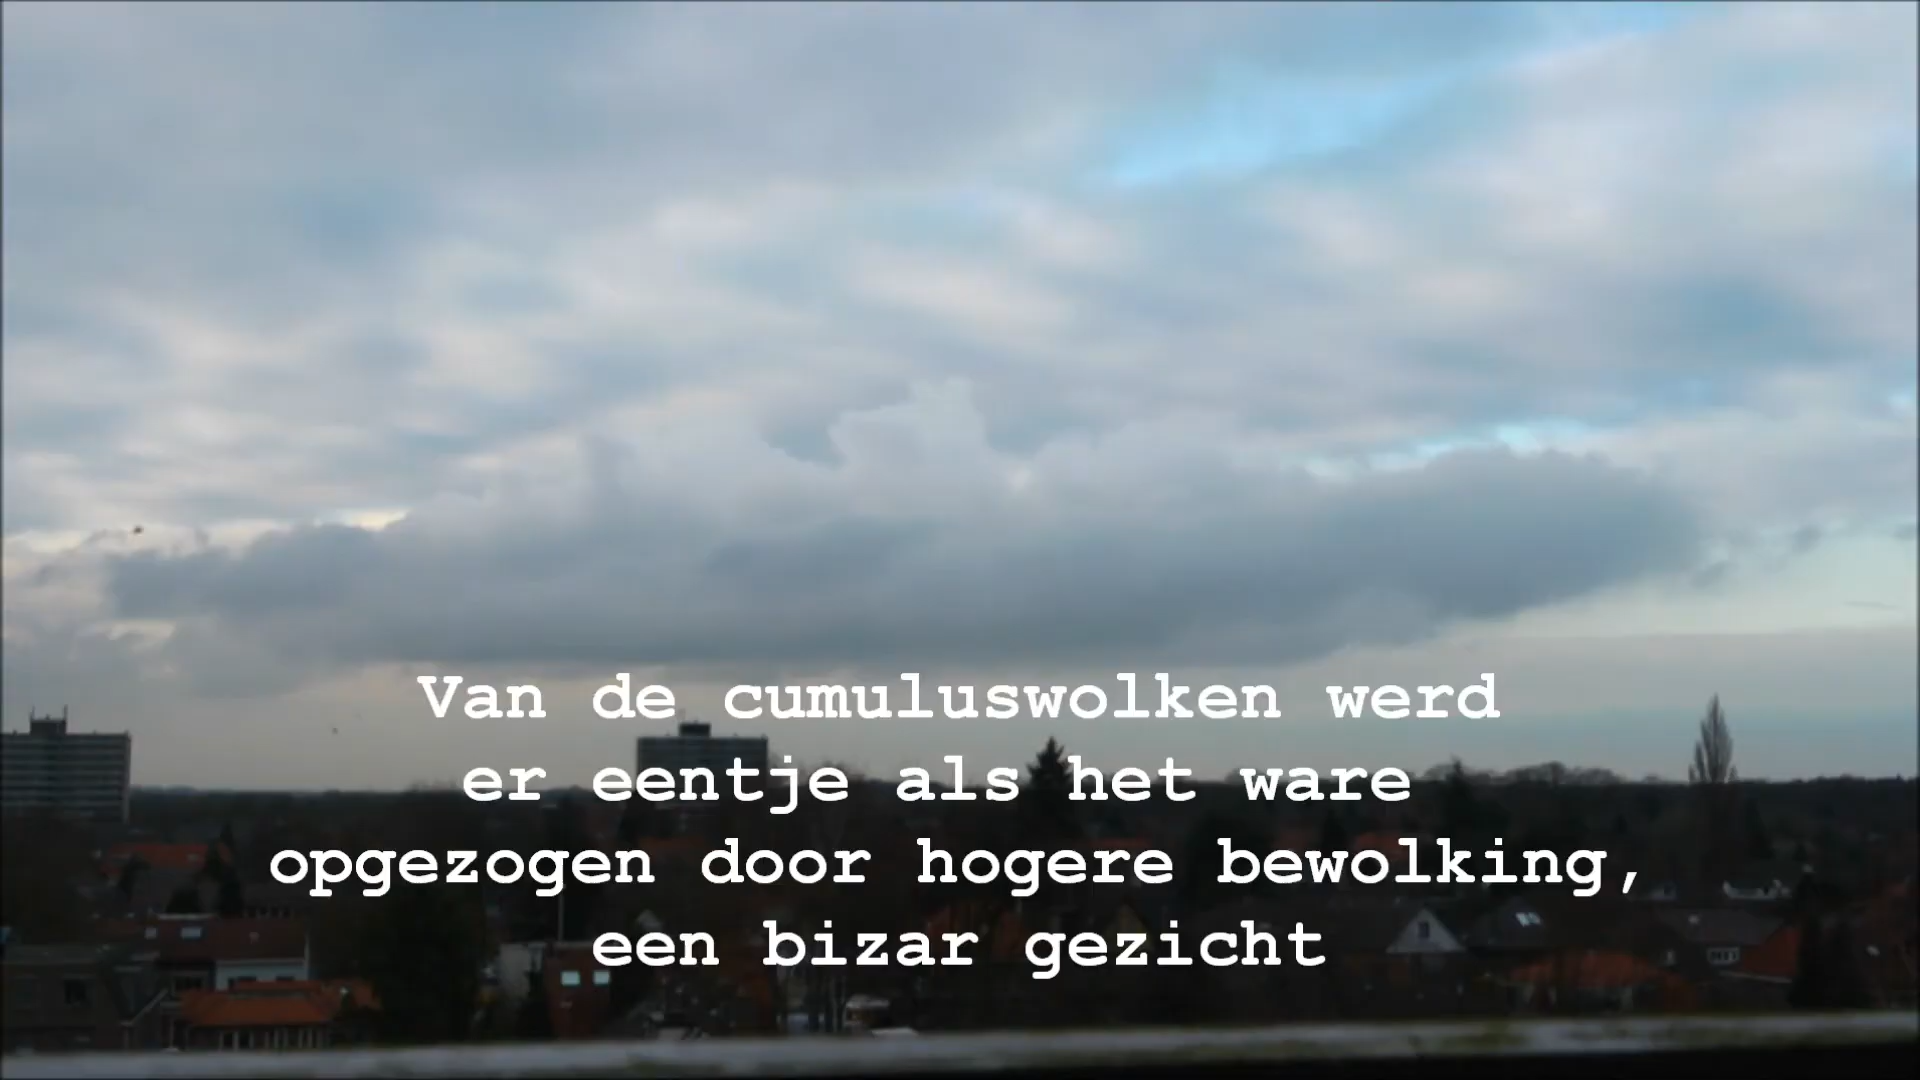 Van de cumuluswolken werd
er eentje als het ware
opgezogen door hogere bewolking,
een bizar gezicht